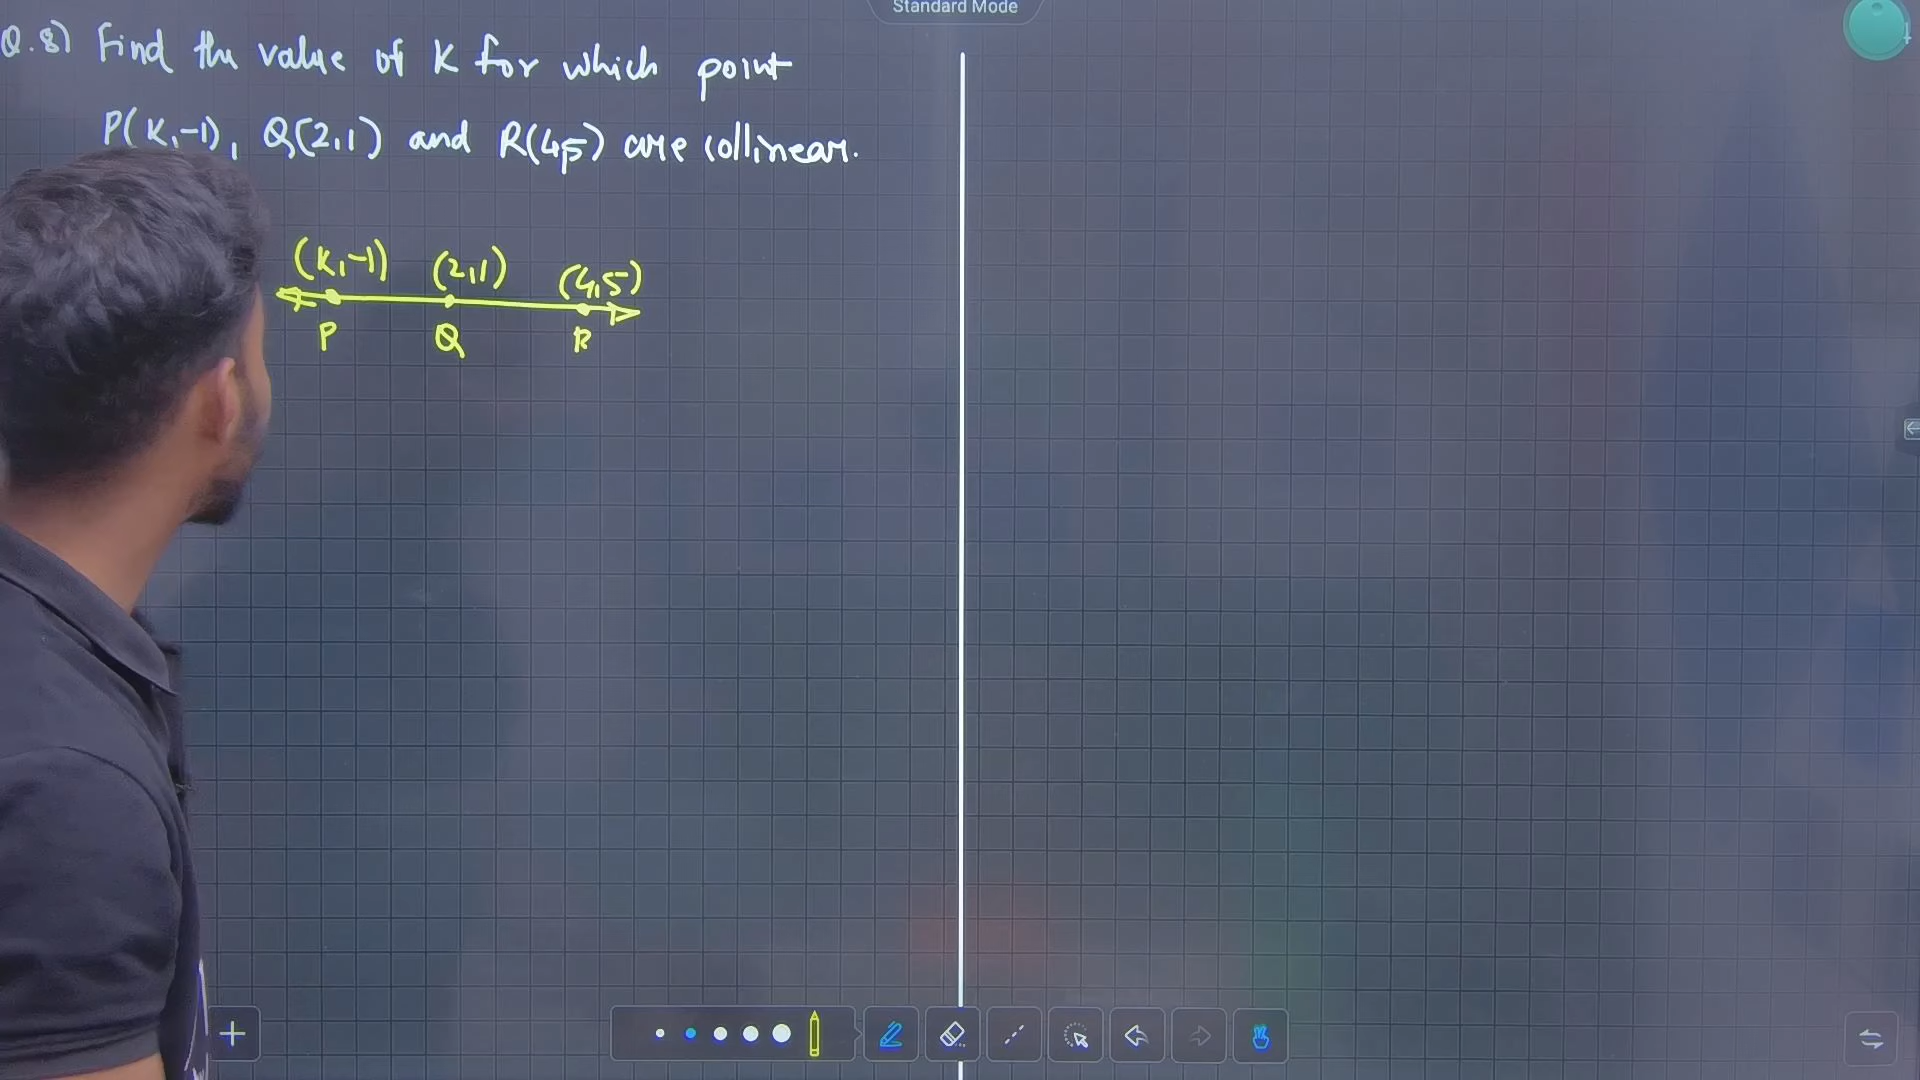 Standard Mode
Q.8) Find the value of K for which point
P(K,-1), Q(2,1) and R(4,5) are collinear.
(K,-1) (2,1) (4,5)
P Q R